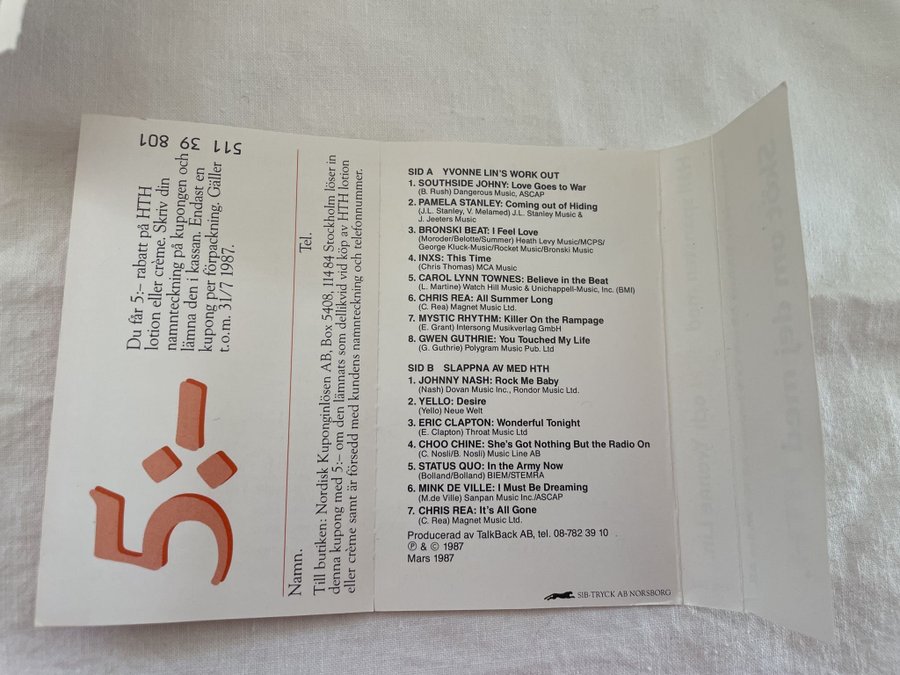 511 39 801
Du får 5:– rabatt på HTH
lotion eller crème. Skriv din
namnteckning på kupongen och
lämna den i kassan. Endast en
kupong per förpackning. Gäller
t.o.m. 31/7 1987.
5:–
Namn. Tel.
Till butiken: Nordisk Kuponginlösen AB, Box 5408, 114 84 Stockholm löser in
denna kupong med 5:– om den lämnats som dellikvid vid köp av HTH lotion
eller crème samt är försedd med kundens namnteckning och telefonnummer.
SID A YVONNE LIN'S WORK OUT
1. SOUTHSIDE JOHNY: Love Goes to War
(B. Rush) Dangerous Music, ASCAP
2. PAMELA STANLEY: Coming out of Hiding
(J.L. Stanley, V. Melamed) J.L. Stanley Music &
J. Jeeters Music
3. BRONSKI BEAT: I Feel Love
(Moroder/Belotte/Summer) Heath Levy Music/MCPS/
George Kluck-Music/Rocket Music/Bronski Music
4. INXS: This Time
(Chris Thomas) MCA Music
5. CAROL LYNN TOWNES: Believe in the Beat
(L. Martine) Watch Hill Music & Unichappell-Music, Inc. (BMI)
6. CHRIS REA: All Summer Long
(C. Rea) Magnet Music Ltd.
7. MYSTIC RHYTHM: Killer On the Rampage
(E. Grant) Intersong Musikverlag GmbH
8. GWEN GUTHRIE: You Touched My Life
(G. Guthrie) Polygram Music Pub. Ltd
SID B SLAPPNA AV MED HTH
1. JOHNNY NASH: Rock Me Baby
(Nash) Dovan Music Inc., Rondor Music Ltd.
2. YELLO: Desire
(Yello) Neue Welt
3. ERIC CLAPTON: Wonderful Tonight
(E. Clapton) Throat Music Ltd
4. CHOO CHINE: She's Got Nothing But the Radio On
(C. Nosli/B. Nosli) Music Line AB
5. STATUS QUO: In the Army Now
(Bolland/Bolland) BIEM/STEMRA
6. MINK DE VILLE: I Must Be Dreaming
(M.de Ville) Sanpan Music Inc./ASCAP
7. CHRIS REA: It's All Gone
(C. Rea) Magnet Music Ltd.
Producerad av TalkBack AB, tel. 08-782 39 10
℗ & © 1987
Mars 1987
SIB-TRYCK AB NORSBORG